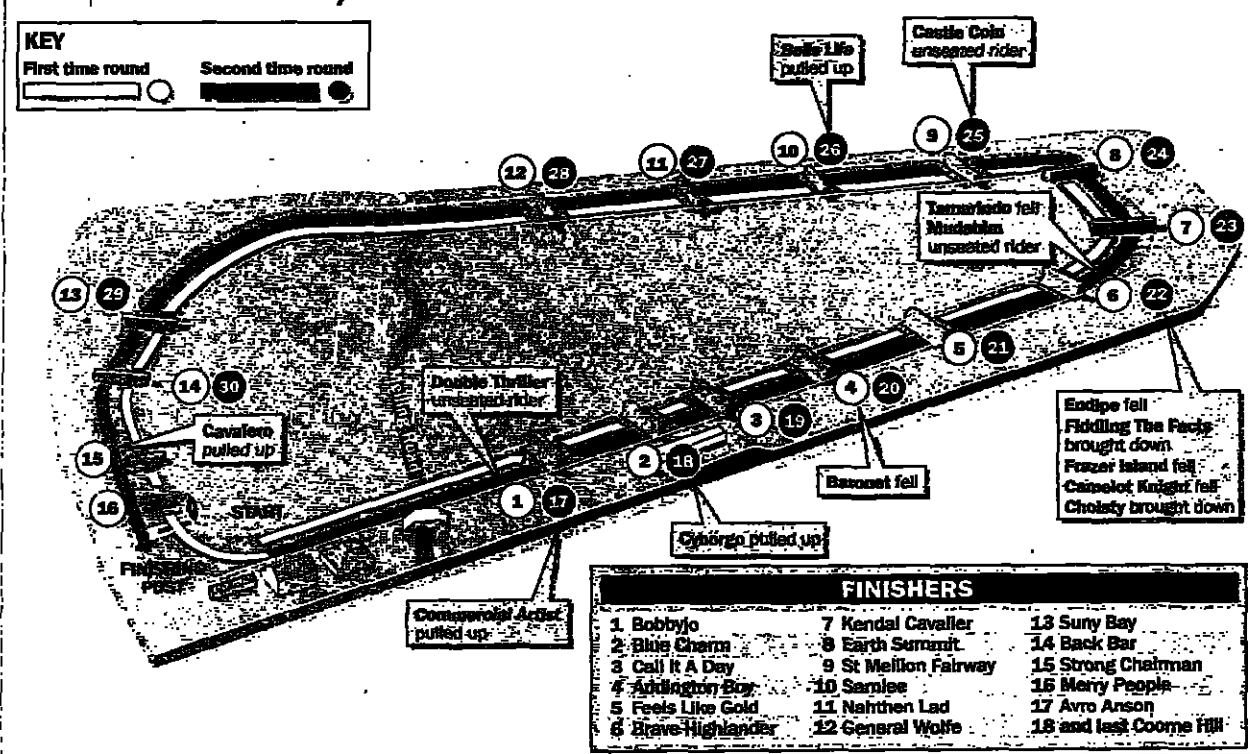 KEY
First time round
Second time round
Bells Life
pulled up
Castle Coin
unseated rider
12 28
11 27
10 26
9 25
8 24
Tamarindo fell
Mudahim
unseated rider
7 23
13 29
6 22
5 21
14 30
Double Thriller
unseated rider
4 20
Cavalero
pulled up
3 19
15
2 18
Eudipe fell
Fiddling The Facts
brought down
Frazer Island fell
Camelot Knight fell
Choisty brought down
16
START
1 17
Baronet fell
FINISHING
POST
Cyborgo pulled up
Commercial Artist
pulled up
FINISHERS
1 Bobbyjo
2 Blue Charm
3 Call It A Day
4 Addington Boy
5 Feels Like Gold
6 Brave Highlander
7 Kendal Cavalier
8 Earth Summit
9 St Mellion Fairway
10 Samlee
11 Nahthen Lad
12 General Wolfe
13 Suny Bay
14 Back Bar
15 Strong Chairman
16 Merry People
17 Avro Anson
18 and last Coome Hill